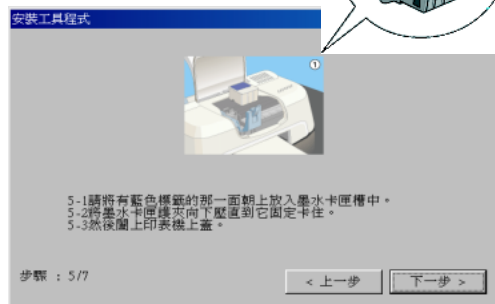 安裝工具程式
①
5-1請將有藍色標籤的那一面朝上放入墨水卡匣槽中。
5-2將墨水卡匣鑲夾向下壓直到它固定卡住。
5-3然後闔上印表機上蓋。
步驟 : 5/7
< 上一步
下一步 >